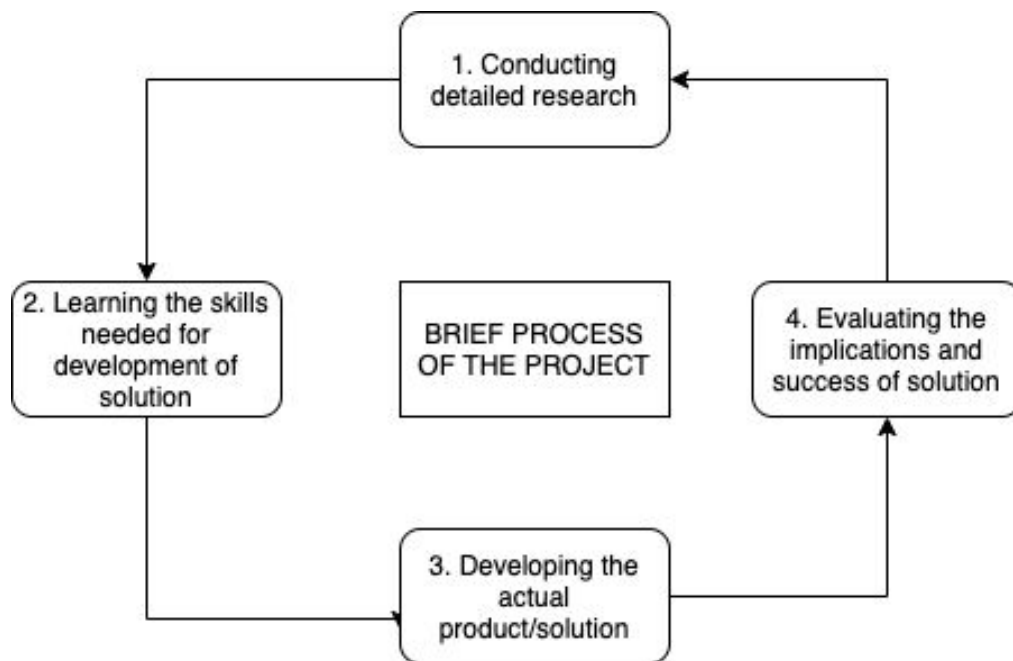 1. Conducting
detailed research
2. Learning the skills
needed for
development of
solution
BRIEF PROCESS
OF THE PROJECT
4. Evaluating the
implications and
success of solution
3. Developing the
actual
product/solution